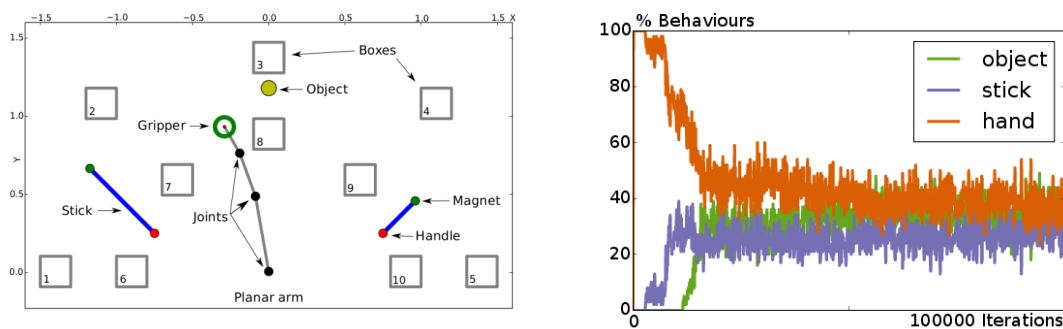 −1.5 −1.0 −0.5 0.0 0.5 1.0 1.5 X
1.5
1.0
Y
0.5
0.0
3
Boxes
Object
2
4
Gripper
8
7
9
Stick
Joints
Magnet
Handle
1
6
10
5
Planar arm
% Behaviours
100
80
60
40
20
0
object
stick
hand
0 100000 Iterations